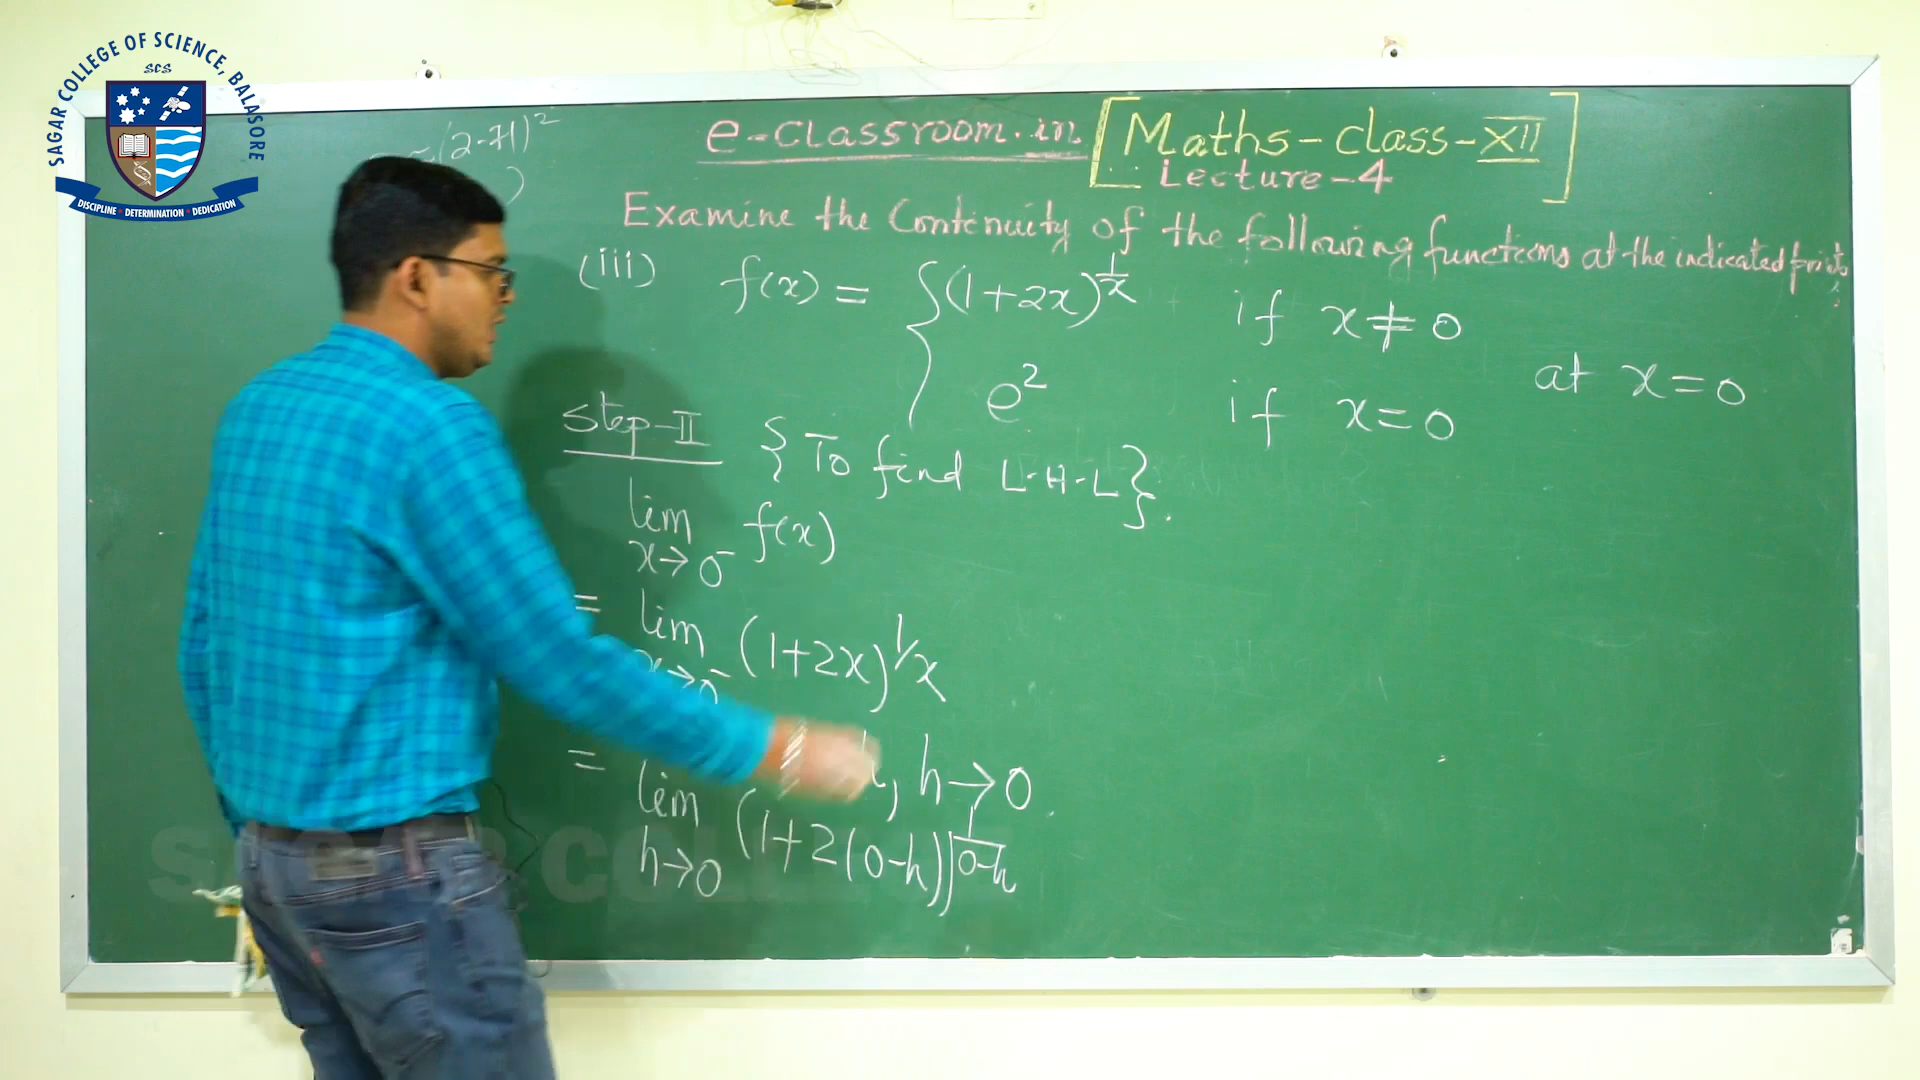 SAGAR COLLEGE OF SCIENCE, BALASORE
SCS
DISCIPLINE • DETERMINATION • DEDICATION
e-classroom.in [Maths-class-XII
Lecture-4]
Examine the Continuity of the following functions at the indicated points
(iii) f(x) = { (1+2x)^{1/x} if x ≠ 0
e^2 if x = 0
at x = 0
Step-II {To find L.H.L}.
lim x→0⁻ f(x)
= lim x→0⁻ (1+2x)^{1/x}
= h, h→0
lim h→0 (1+2(0-h))^{1/0-h}